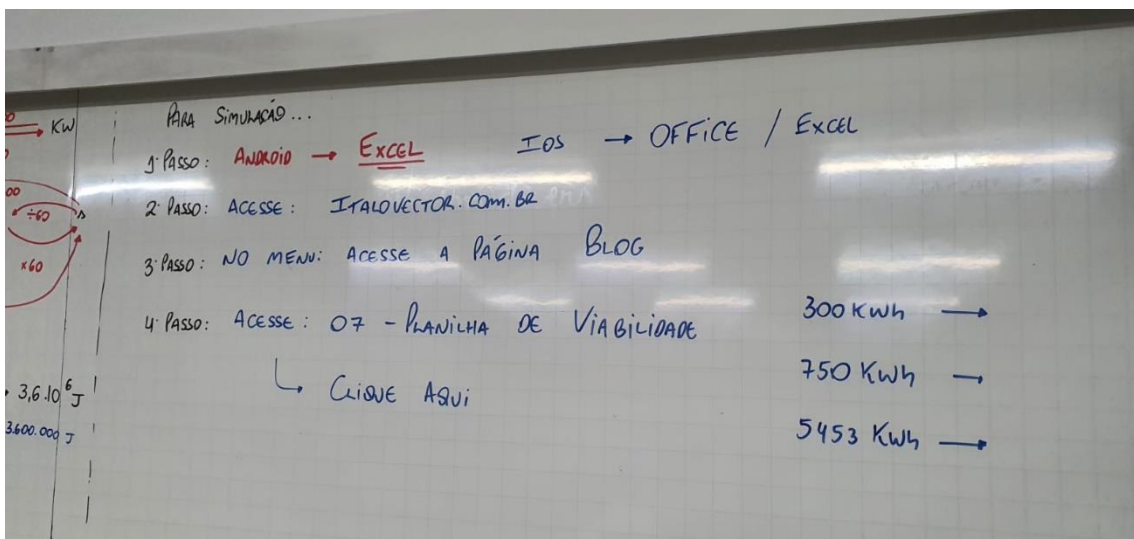 KW
÷60
×60
3,6.10⁶ J
3.600.000 J
PARA SIMULAÇÃO...
1º PASSO: ANDROID → EXCEL IOS → OFFICE / EXCEL
2º PASSO: ACESSE: ITALOVECTOR.COM.BR
3º PASSO: NO MENU: ACESSE A PÁGINA BLOG
4º PASSO: ACESSE: 07 - PLANILHA DE VIABILIDADE
↳ CLIQUE AQUI
300 KWh →
750 KWh →
5453 KWh →